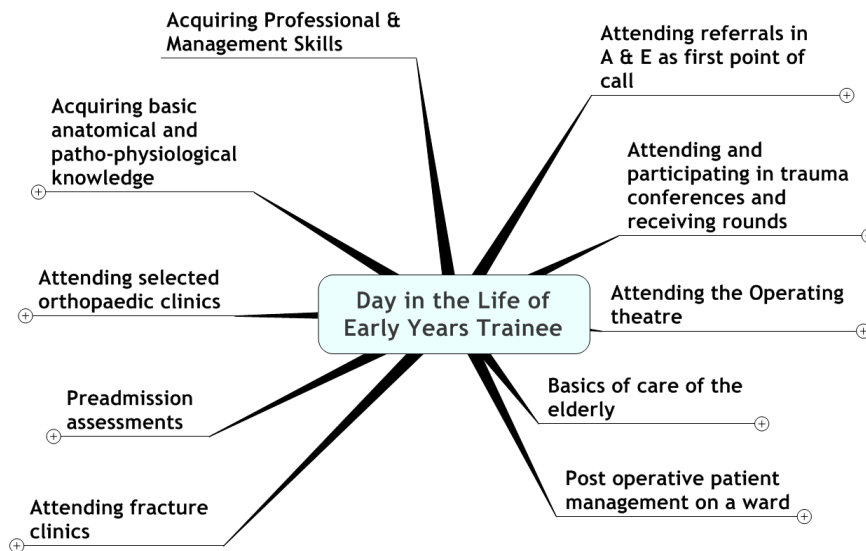 Acquiring Professional &
Management Skills
Attending referrals in
A & E as first point of
call
Acquiring basic
anatomical and
patho-physiological
knowledge
Attending and
participating in trauma
conferences and
receiving rounds
Attending selected
orthopaedic clinics
Day in the Life of
Early Years Trainee
Attending the Operating
theatre
Preadmission
assessments
Basics of care of the
elderly
Attending fracture
clinics
Post operative patient
management on a ward